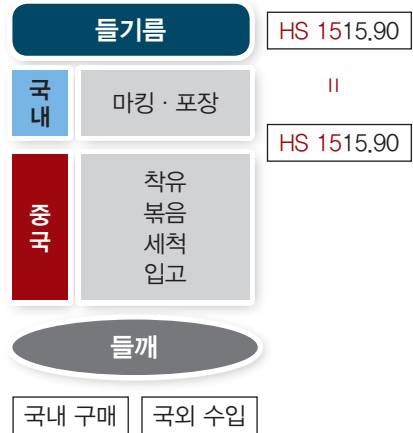 들기름
HS 1515.90
국
내
마킹 · 포장
=
HS 1515.90
중
국
착유
볶음
세척
입고
들깨
국내 구매
국외 수입